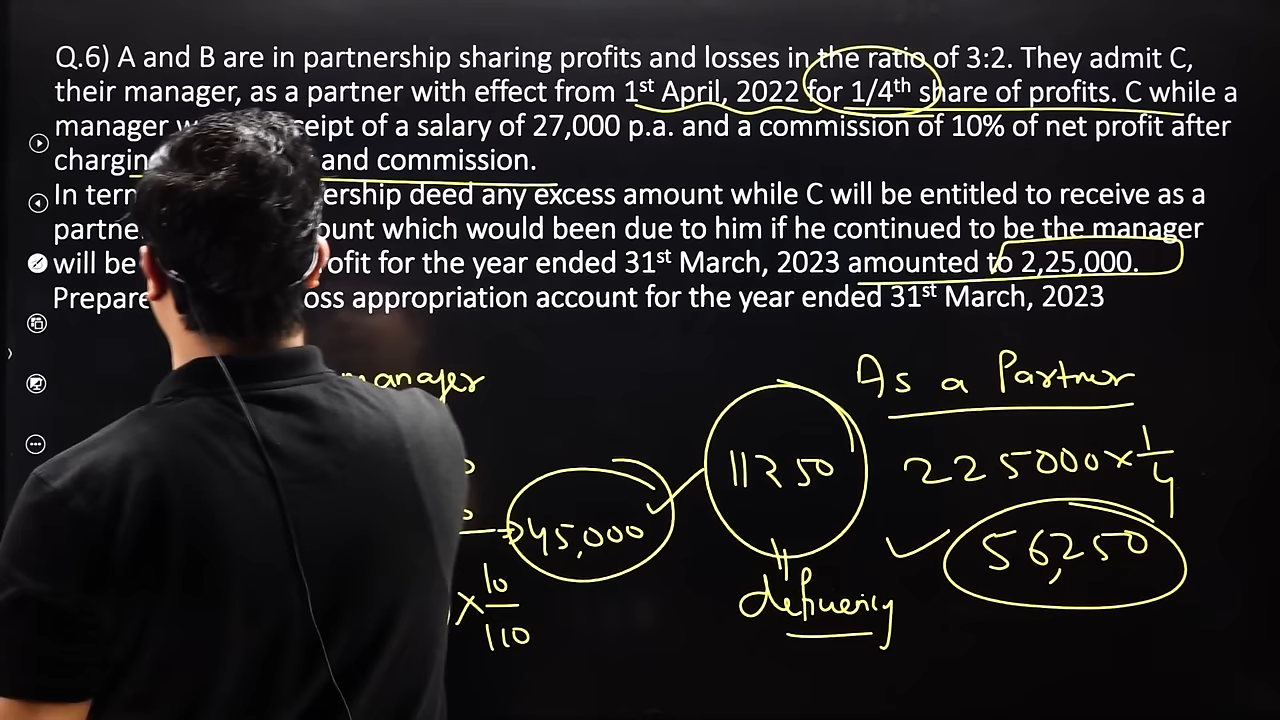 Q.6) A and B are in partnership sharing profits and losses in the ratio of 3:2. They admit C,
their manager, as a partner with effect from 1st April, 2022 for 1/4th share of profits. C while a
manager ceipt of a salary of 27,000 p.a. and a commission of 10% of net profit after
chargin and commission.
In tern ership deed any excess amount while C will be entitled to receive as a
partne ount which would been due to him if he continued to be the manager
will be ofit for the year ended 31st March, 2023 amounted to 2,25,000.
Prepare oss appropriation account for the year ended 31st March, 2023
manager
As a Partner
11250
225000×1/4
45,000
56,250
×10/110
deficiency